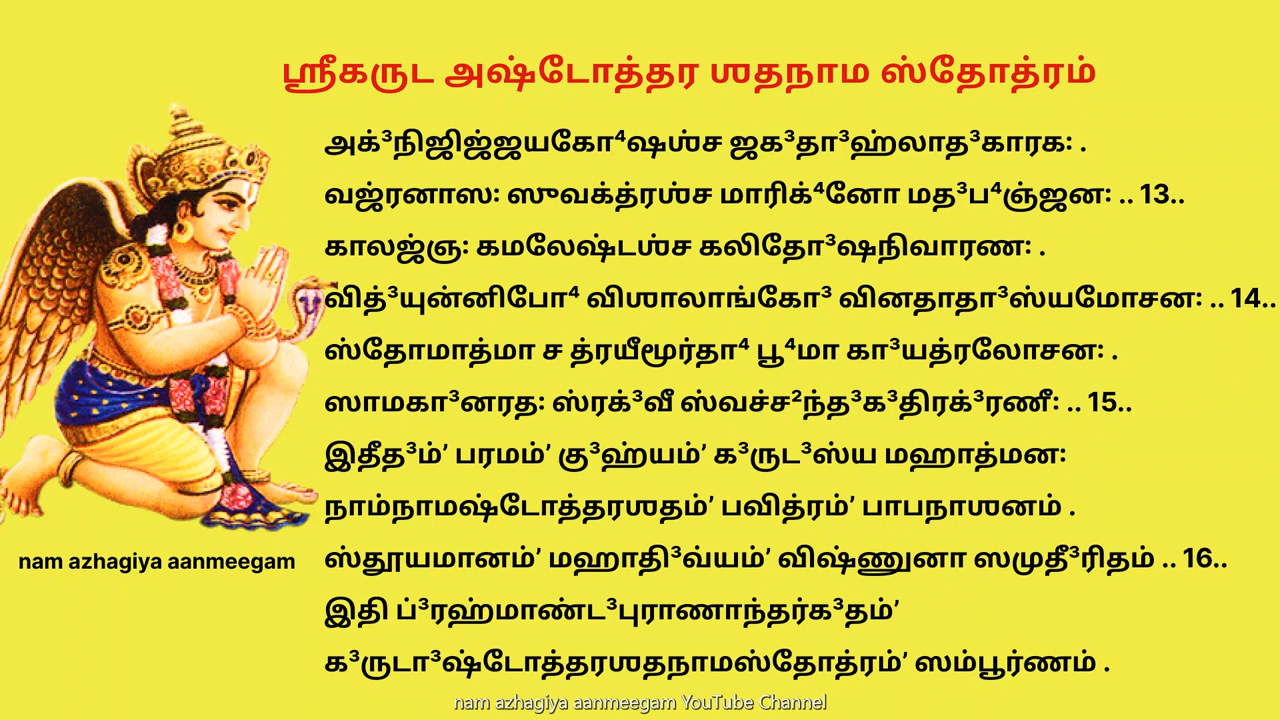 ஸ்ரீகருட அஷ்டோத்தர ஶதநாம ஸ்தோத்ரம்
அக்³நிஜிஜ்ஜயகோ⁴ஷஶ்ச ஜக³தா³ஹ்லாத³காரக: .
வஜ்ரனாஸ: ஸுவக்த்ரஶ்ச மாரிக்⁴னோ மத³ப⁴ஞ்ஜன: .. 13..
காலஜ்ஞ: கமலேஷ்டஶ்ச கலிதோ³ஷநிவாரண: .
வித்³யுன்னிபோ⁴ விஶாலாங்கோ³ வினதாதா³ஸ்யமோசன: .. 14..
ஸ்தோமாத்மா ச த்ரயீமூர்தா⁴ பூ⁴மா கா³யத்ரலோசன: .
ஸாமகா³னரத: ஸ்ரக்³வீ ஸ்வச்ச²ந்த³க³திரக்³ரணீ: .. 15..
இதீத³ம்ʼ பரமம்ʼ கு³ஹ்யம்ʼ க³ருட³ஸ்ய மஹாத்மன:
நாம்நாமஷ்டோத்தரஶதம்ʼ பவித்ரம்ʼ பாபநாஶனம் .
ஸ்தூயமானம்ʼ மஹாதி³வ்யம்ʼ விஷ்ணுனா ஸமுதீ³ரிதம் .. 16..
இதி ப்³ரஹ்மாண்ட³புராணாந்தர்க³தம்ʼ
க³ருடா³ஷ்டோத்தரஶதநாமஸ்தோத்ரம்ʼ ஸம்பூர்ணம் .
nam azhagiya aanmeegam
nam azhagiya aanmeegam YouTube Channel